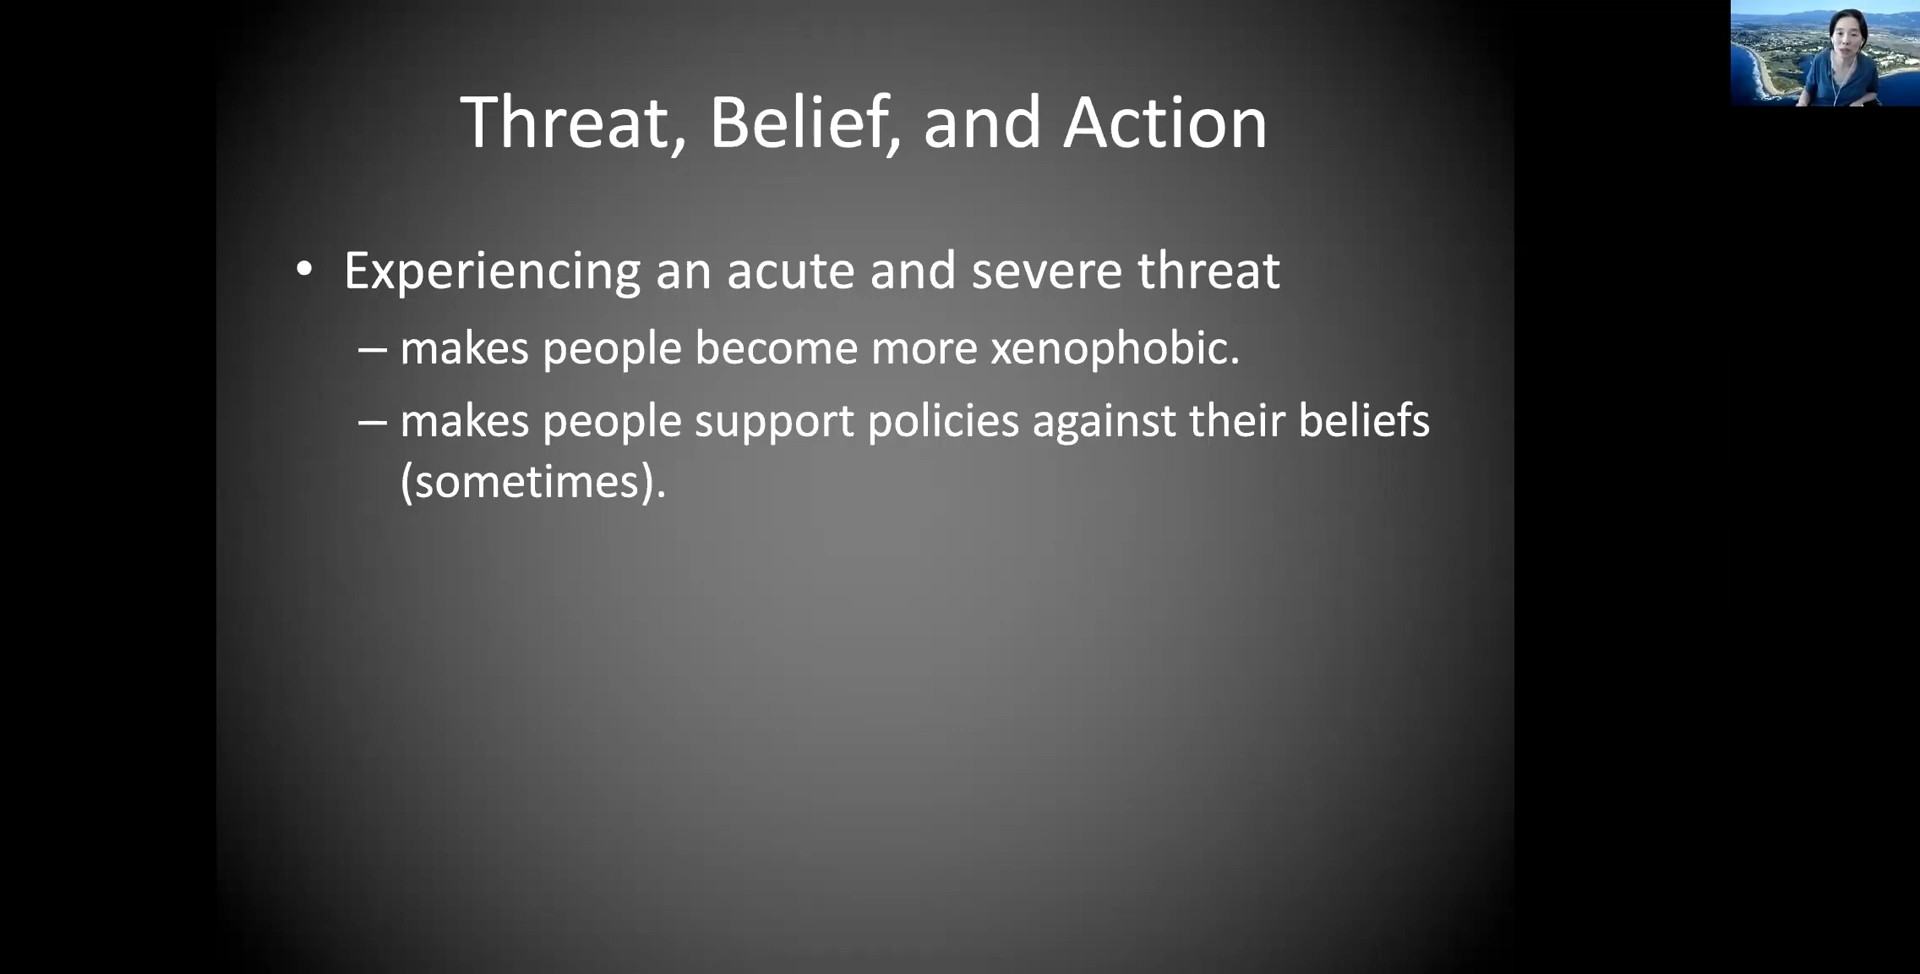 Threat, Belief, and Action
• Experiencing an acute and severe threat
– makes people become more xenophobic.
– makes people support policies against their beliefs
(sometimes).